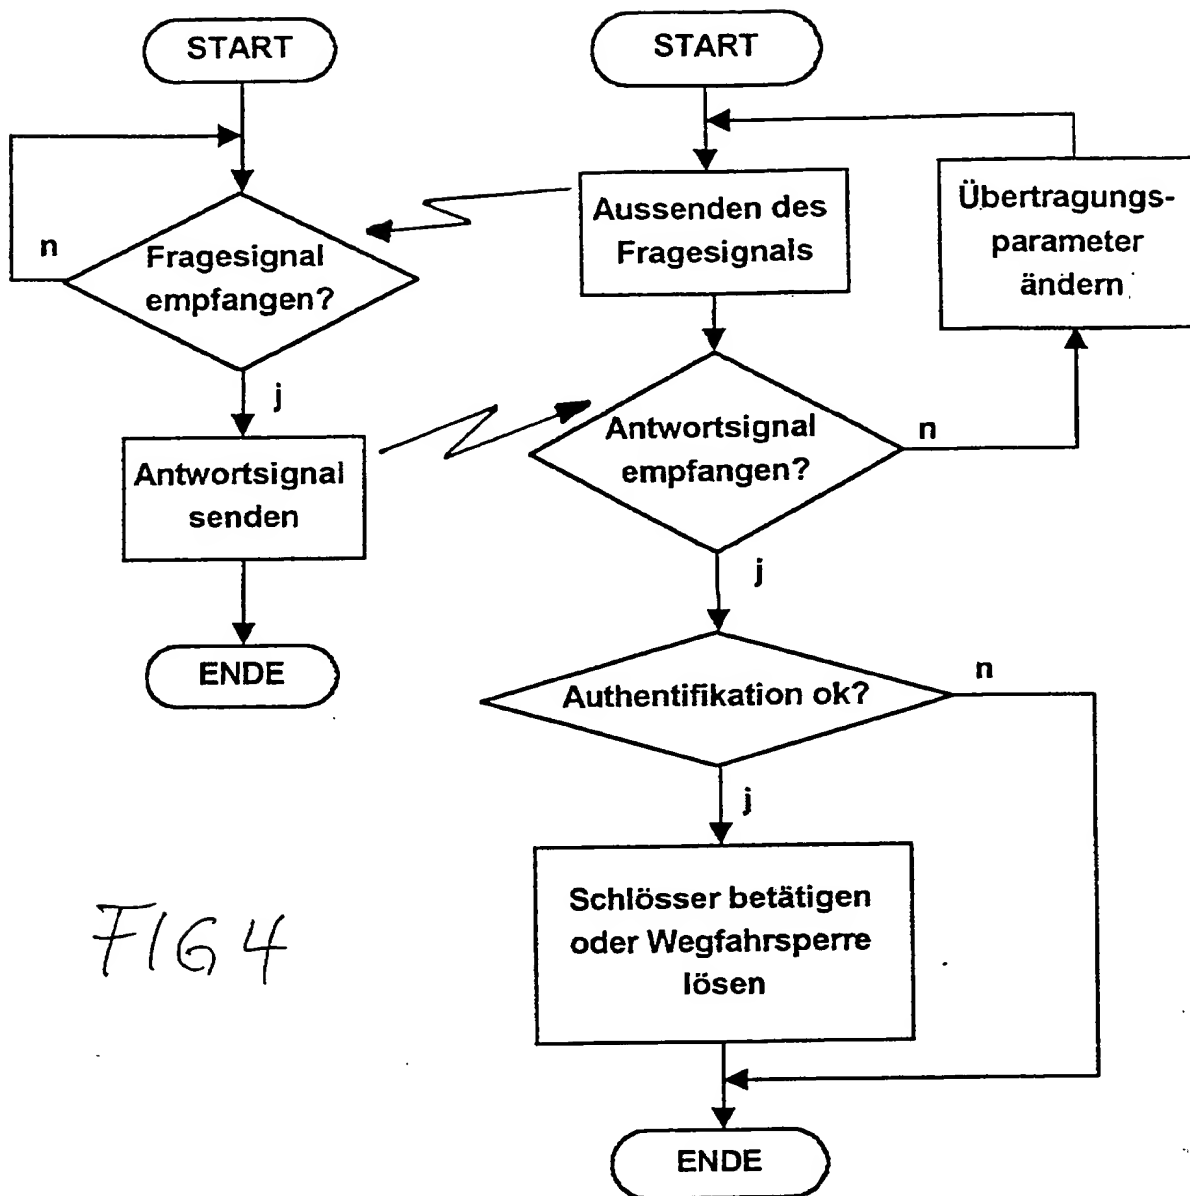 START
START
n
Fragesignal
empfangen?
Aussenden des
Fragesignals
Übertragungs-
parameter
ändern
j
Antwortsignal
senden
Antwortsignal
empfangen?
n
j
ENDE
Authentifikation ok?
n
j
Schlösser betätigen
oder Wegfahrsperre
lösen
FIG 4
ENDE